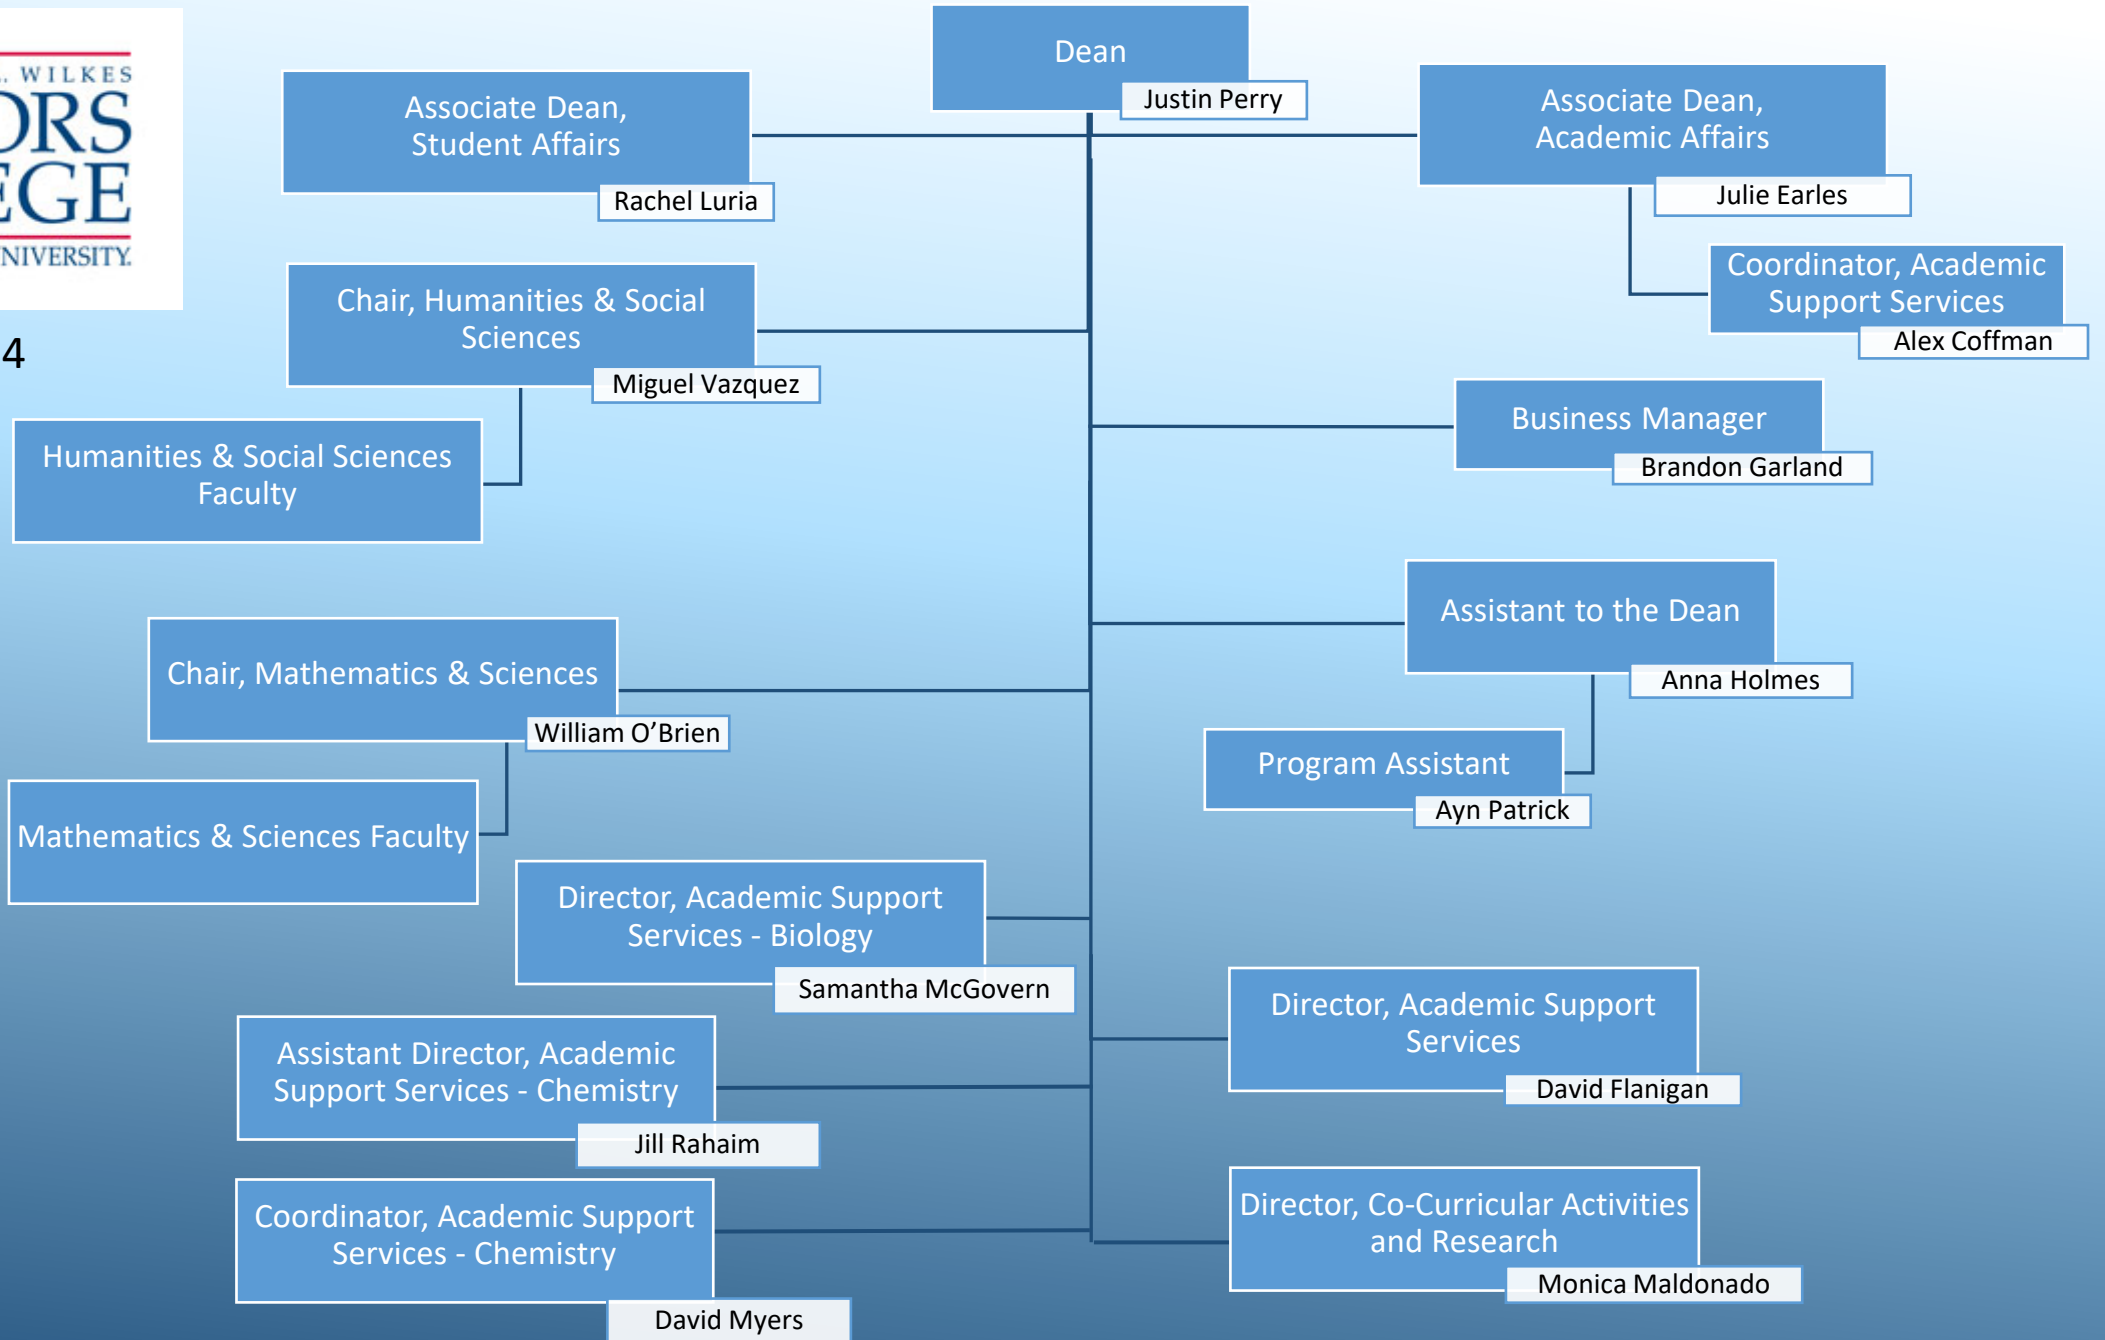 WILKES
ORS
EGE
NIVERSITY.
4
Dean
Justin Perry
Associate Dean,
Student Affairs
Rachel Luria
Associate Dean,
Academic Affairs
Julie Earles
Coordinator, Academic
Support Services
Alex Coffman
Chair, Humanities & Social
Sciences
Miguel Vazquez
Humanities & Social Sciences
Faculty
Business Manager
Brandon Garland
Assistant to the Dean
Anna Holmes
Program Assistant
Ayn Patrick
Chair, Mathematics & Sciences
William O’Brien
Mathematics & Sciences Faculty
Director, Academic Support
Services - Biology
Samantha McGovern
Assistant Director, Academic
Support Services - Chemistry
Jill Rahaim
Coordinator, Academic Support
Services - Chemistry
David Myers
Director, Academic Support
Services
David Flanigan
Director, Co-Curricular Activities
and Research
Monica Maldonado